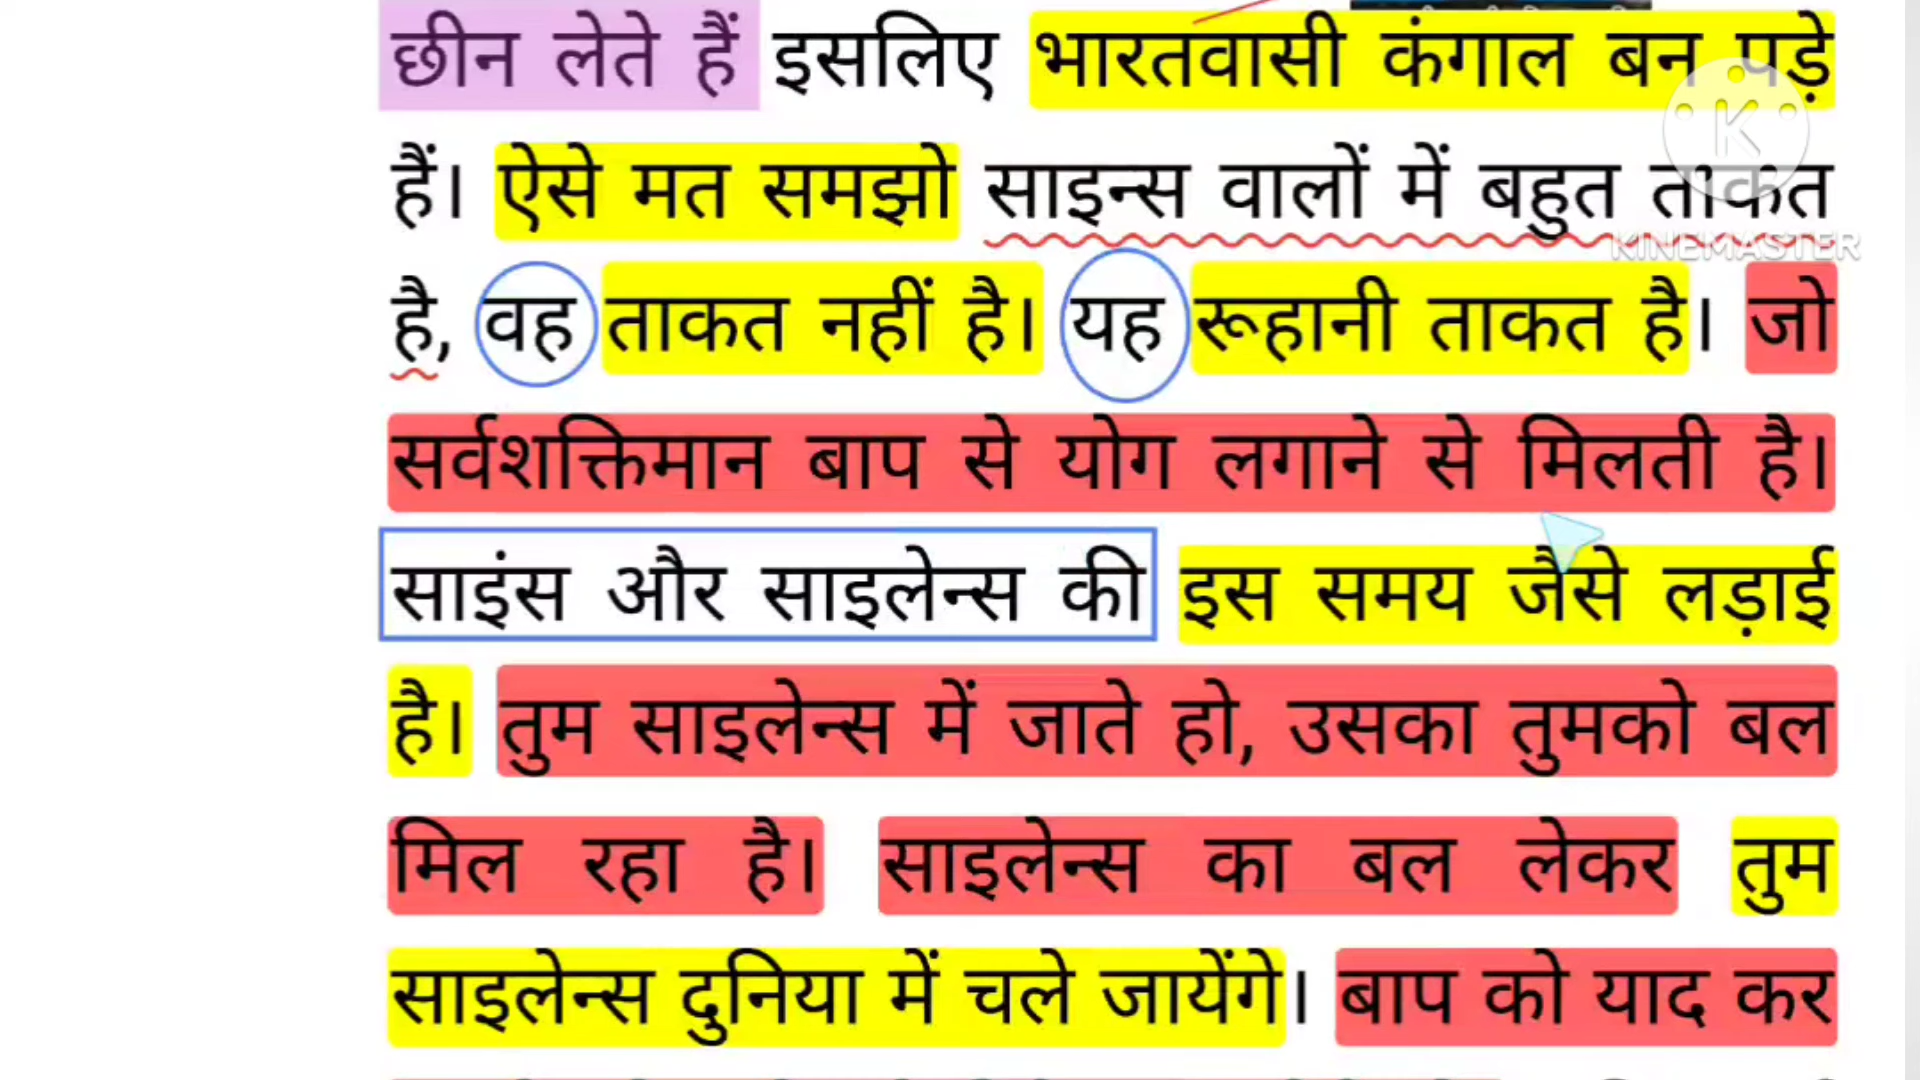 छीन लेते हैं इसलिए भारतवासी कंगाल बन पड़े
हैं। ऐसे मत समझो साइन्स वालों में बहुत ताकत
KINEMASTER
है, वह ताकत नहीं है। यह रूहानी ताकत है। जो
सर्वशक्तिमान बाप से योग लगाने से मिलती है।
साइंस और साइलेन्स की इस समय जैसे लड़ाई
है। तुम साइलेन्स में जाते हो, उसका तुमको बल
मिल रहा है। साइलेन्स का बल लेकर तुम
साइलेन्स दुनिया में चले जायेंगे। बाप को याद कर